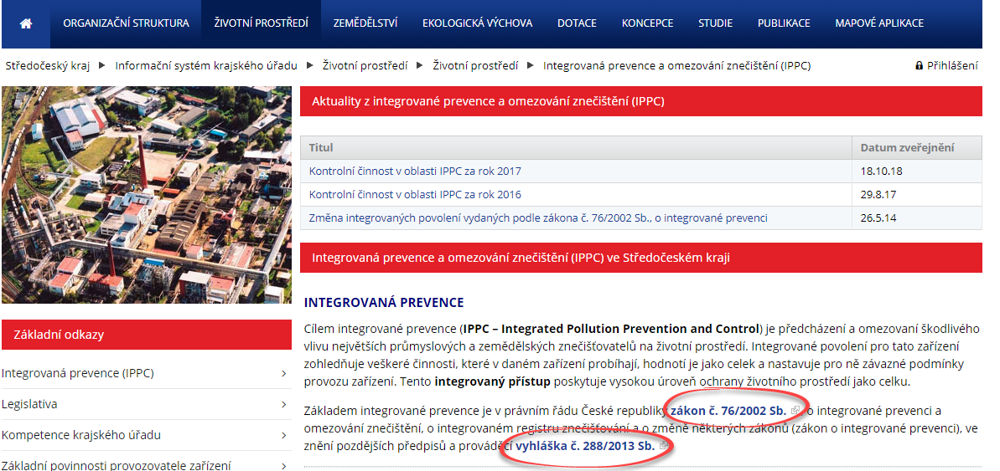 ORGANIZAČNÍ STRUKTURA ŽIVOTNÍ PROSTŘEDÍ ZEMĚDĚLSTVÍ EKOLOGICKÁ VÝCHOVA DOTACE KONCEPCE STUDIE PUBLIKACE MAPOVÉ APLIKACE
Středočeský kraj ▶ Informační systém krajského úřadu ▶ Životní prostředí ▶ Životní prostředí ▶ Integrovaná prevence a omezování znečištění (IPPC) Přihlášení
Aktuality z integrované prevence a omezování znečištění (IPPC)
Titul Datum zveřejnění
Kontrolní činnost v oblasti IPPC za rok 2017 18.10.18
Kontrolní činnost v oblasti IPPC za rok 2016 29.8.17
Změna integrovaných povolení vydaných podle zákona č. 76/2002 Sb., o integrované prevenci 26.5.14
Integrovaná prevence a omezování znečištění (IPPC) ve Středočeském kraji
INTEGROVANÁ PREVENCE
Cílem integrované prevence (IPPC – Integrated Pollution Prevention and Control) je předcházení a omezovaní škodlivého
vlivu největších průmyslových a zemědělských znečišťovatelů na životní prostředí. Integrované povolení pro tato zařízení
zohledňuje veškeré činnosti, které v daném zařízení probíhají, hodnotí je jako celek a nastavuje pro ně závazné podmínky
provozu zařízení. Tento integrovaný přístup poskytuje vysokou úroveň ochrany životního prostředí jako celku.
Základem integrované prevence je v právním řádu České republiky zákon č. 76/2002 Sb. , o integrované prevenci a
omezování znečištění, o integrovaném registru znečišťování a o změně některých zákonů (zákon o integrované prevenci), ve
znění pozdějších předpisů a prováděcí vyhláška č. 288/2013 Sb.
Základní odkazy
Integrovaná prevence (IPPC)
Legislativa
Kompetence krajského úřadu
Základní povinnosti provozovatele zařízení